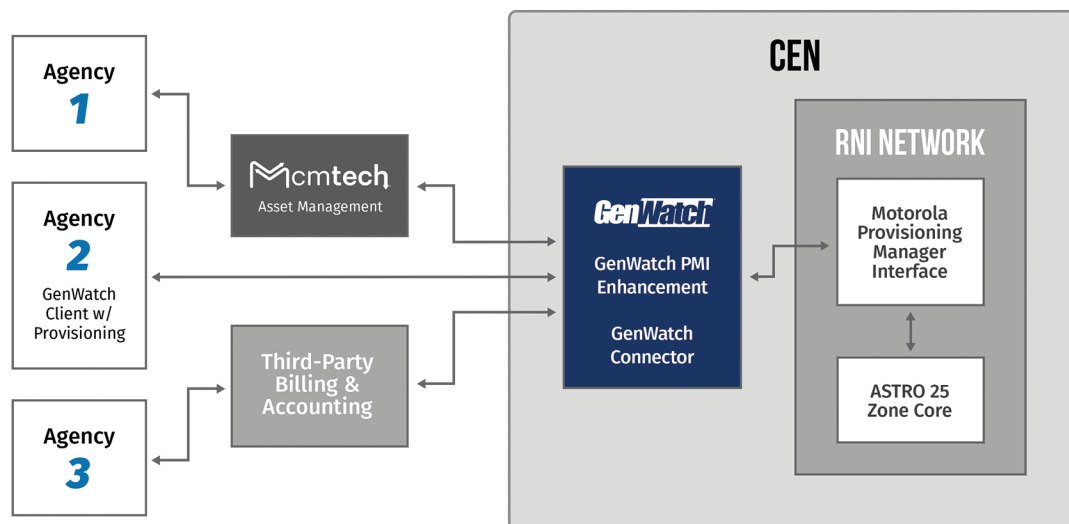 Agency
1
Agency
2
GenWatch
Client w/
Provisioning
Agency
3
Mcmtech
Asset Management
Third-Party
Billing &
Accounting
CEN
GenWatch
GenWatch PMI
Enhancement
GenWatch
Connector
RNI NETWORK
Motorola
Provisioning
Manager
Interface
ASTRO 25
Zone Core